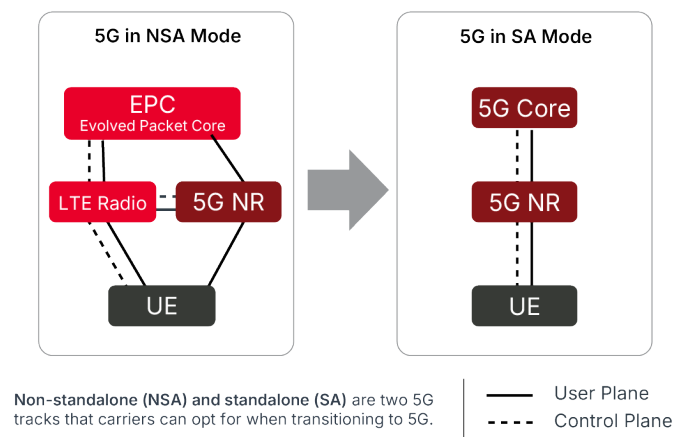 5G in NSA Mode
EPC
Evolved Packet Core
LTE Radio
5G NR
UE
5G in SA Mode
5G Core
5G NR
UE
Non-standalone (NSA) and standalone (SA) are two 5G
tracks that carriers can opt for when transitioning to 5G.
User Plane
Control Plane